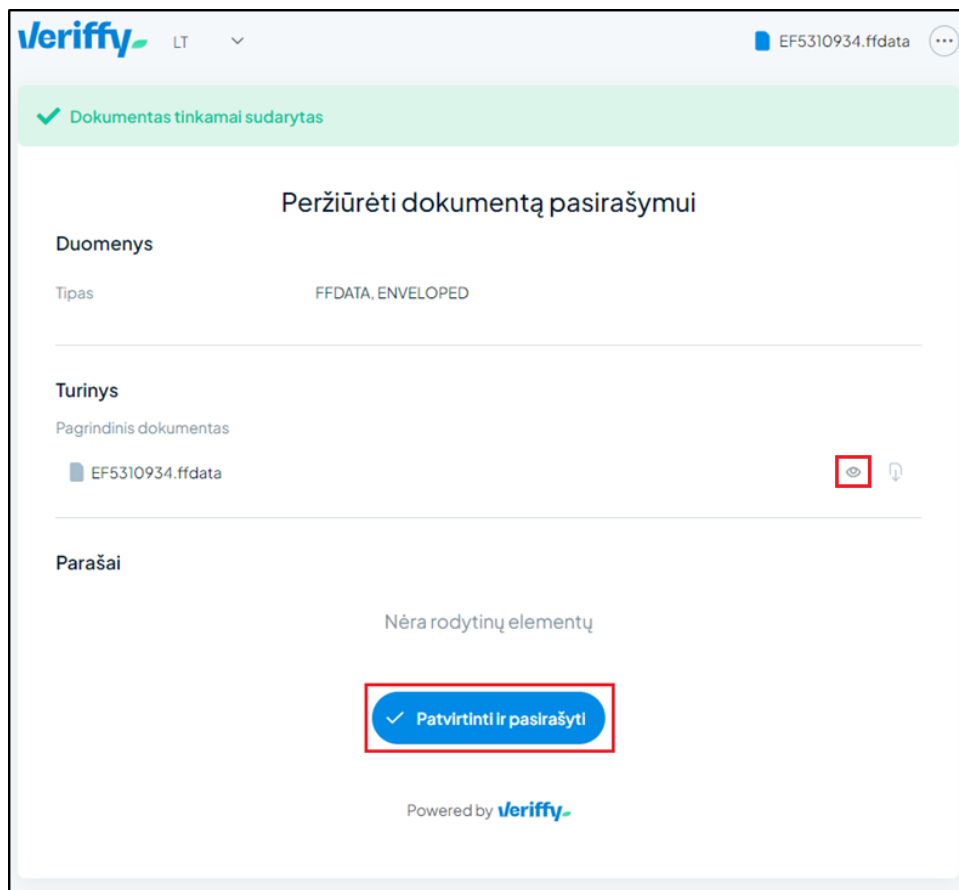 Veriffy LT EF5310934.ffdata
Dokumentas tinkamai sudarytas
Peržiūrėti dokumentą pasirašymui
Duomenys
Tipas FFDATA, ENVELOPED
Turinys
Pagrindinis dokumentas
EF5310934.ffdata
Parašai
Nėra rodytinų elementų
Patvirtinti ir pasirašyti
Powered by Veriffy